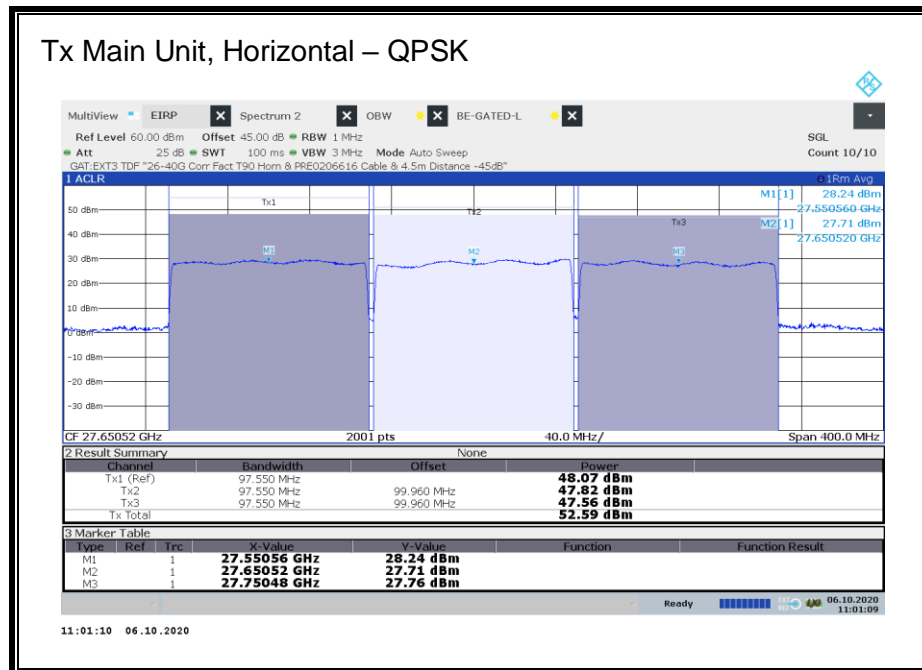 Tx Main Unit, Horizontal – QPSK
MultiView EIRP Spectrum 2 OBW BE-GATED-L
Ref Level 60.00 dBm Offset 45.00 dB RBW 1 MHz SGL
Att 25 dB SWT 100 ms VBW 3 MHz Mode Auto Sweep Count 10/10
GAT:EXT3 TDF "26-40G Corr Fact T90 Horn & PRE0206616 Cable & 4.5m Distance -45dB"
1 ACLR 1Rm Avg
M1[1] 28.24 dBm
27.550560 GHz
M2[1] 27.71 dBm
27.650520 GHz
Tx1 Tx2 Tx3
M1 M2 M3
50 dBm
40 dBm
30 dBm
20 dBm
10 dBm
0 dBm
-10 dBm
-20 dBm
-30 dBm
CF 27.65052 GHz 2001 pts 40.0 MHz/ Span 400.0 MHz
2 Result Summary None
Channel Bandwidth Offset Power
Tx1 (Ref) 97.550 MHz 48.07 dBm
Tx2 97.550 MHz 99.960 MHz 47.82 dBm
Tx3 97.550 MHz 99.960 MHz 47.56 dBm
Tx Total 52.59 dBm
3 Marker Table
Type Ref Trc X-Value Y-Value Function Function Result
M1 1 27.55056 GHz 28.24 dBm
M2 1 27.65052 GHz 27.71 dBm
M3 1 27.75048 GHz 27.76 dBm
Ready 06.10.2020
11:01:09
11:01:10 06.10.2020